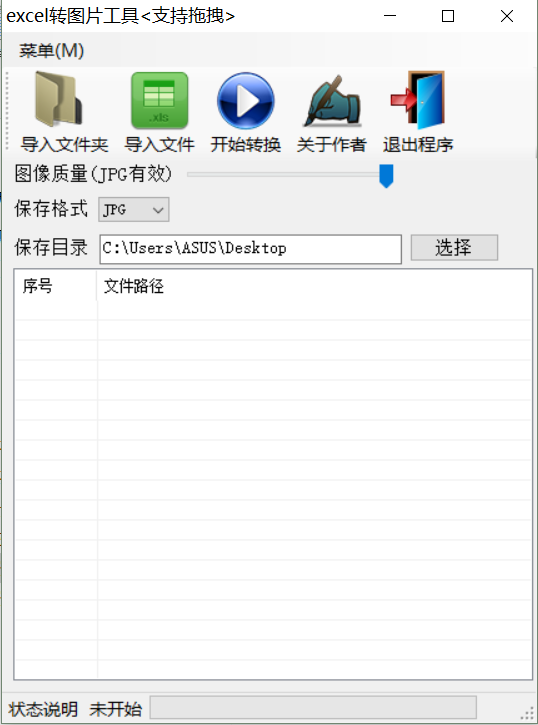 excel转图片工具<支持拖拽>
菜单(M)
.xls
导入文件夹 导入文件 开始转换 关于作者 退出程序
图像质量(JPG有效)
保存格式 JPG
保存目录 C:\Users\ASUS\Desktop 选择
序号 文件路径
状态说明 未开始